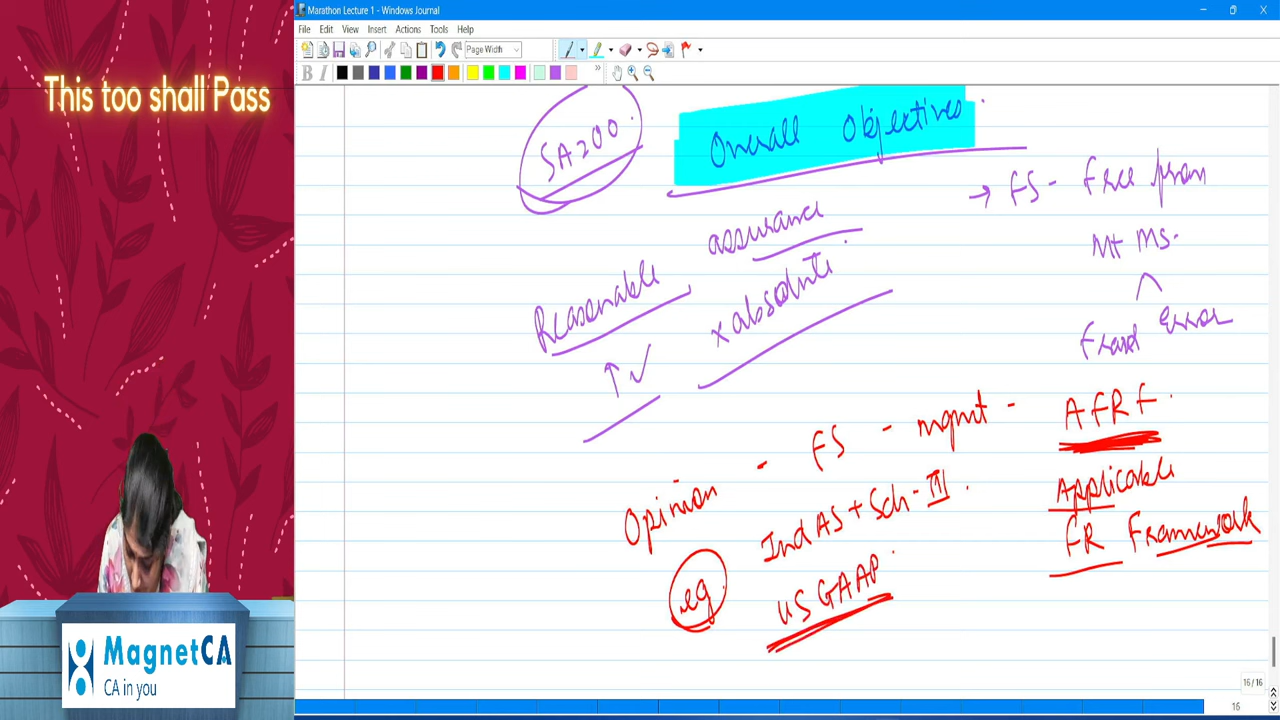 Marathon Lecture 1 - Windows Journal
File Edit View Insert Actions Tools Help
Page Width
This too shall Pass
SA200.
Overall Objectives.
→ FS - free from
Mt Ms.
fraud error
Reasonable assurance
x absolute
Opinion - FS - mgmt - AFRF.
Applicable
FR Framework
eg Ind AS + Sch - III.
US GAAP
MagnetCA
CA in you
16 / 16
16